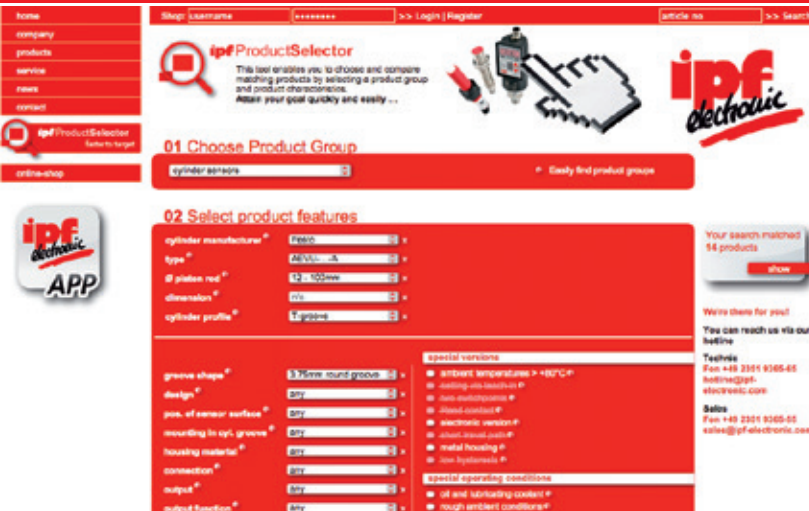 home
company
products
service
news
contact
ipf ProductSelector
faster to target
online-shop
ipf
electronic
APP
Shop: username
********
>> Login | Register
article no
>> Search
ipf ProductSelector
This tool enables you to choose and compare
matching products by selecting a product group
and product characteristics.
Attain your goal quickly and easily ...
ipf
electronic
01 Choose Product Group
cylinder sensors
Easily find product groups
02 Select product features
cylinder manufacturer
Festo
type
Ø piston rod
12 - 100mm
dimension
n/a
cylinder profile
T-groove
groove shape
3.75mm round groove
design
any
pos. of sensor surface
any
mounting in cyl. groove
any
housing material
any
connection
any
output
any
output function
any
special versions
ambient temperatures > +80°C
setting via teach-in
two switchpoints
Reed contact
electronic version
short travel path
metal housing
low hysteresis
special operating conditions
oil and lubricating coolant
rough ambient conditions
Your search matched
14 products
show
We're there for you!
You can reach us via our
hotline
Technic
Fon +49 2351 9365-65
hotline@ipf-
electronic.com
Sales
Fon +49 2351 9365-55
sales@ipf-electronic.com